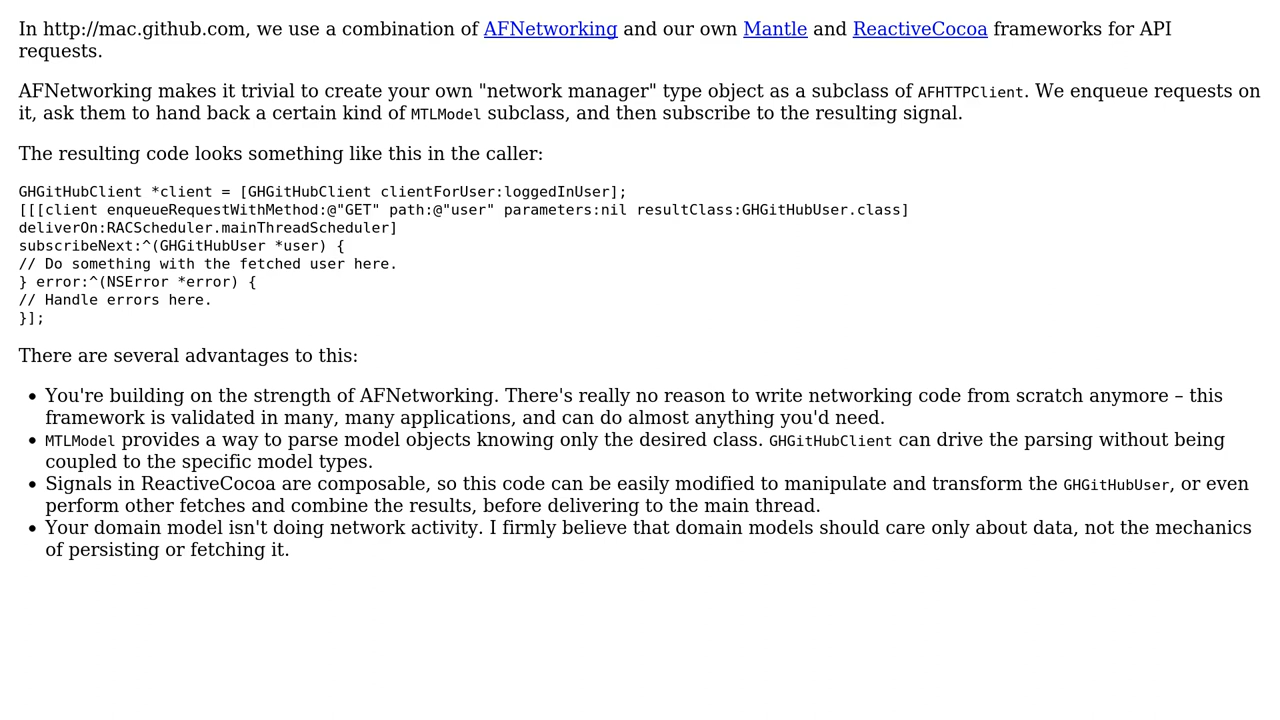 In http://mac.github.com, we use a combination of AFNetworking and our own Mantle and ReactiveCocoa frameworks for API
requests.
AFNetworking makes it trivial to create your own "network manager" type object as a subclass of AFHTTPClient. We enqueue requests on
it, ask them to hand back a certain kind of MTLModel subclass, and then subscribe to the resulting signal.
The resulting code looks something like this in the caller:
GHGitHubClient *client = [GHGitHubClient clientForUser:loggedInUser];
[[[client enqueueRequestWithMethod:@"GET" path:@"user" parameters:nil resultClass:GHGitHubUser.class]
deliverOn:RACScheduler.mainThreadScheduler]
subscribeNext:^(GHGitHubUser *user) {
// Do something with the fetched user here.
} error:^(NSError *error) {
// Handle errors here.
}];
There are several advantages to this:
• You're building on the strength of AFNetworking. There's really no reason to write networking code from scratch anymore – this
framework is validated in many, many applications, and can do almost anything you'd need.
• MTLModel provides a way to parse model objects knowing only the desired class. GHGitHubClient can drive the parsing without being
coupled to the specific model types.
• Signals in ReactiveCocoa are composable, so this code can be easily modified to manipulate and transform the GHGitHubUser, or even
perform other fetches and combine the results, before delivering to the main thread.
• Your domain model isn't doing network activity. I firmly believe that domain models should care only about data, not the mechanics
of persisting or fetching it.